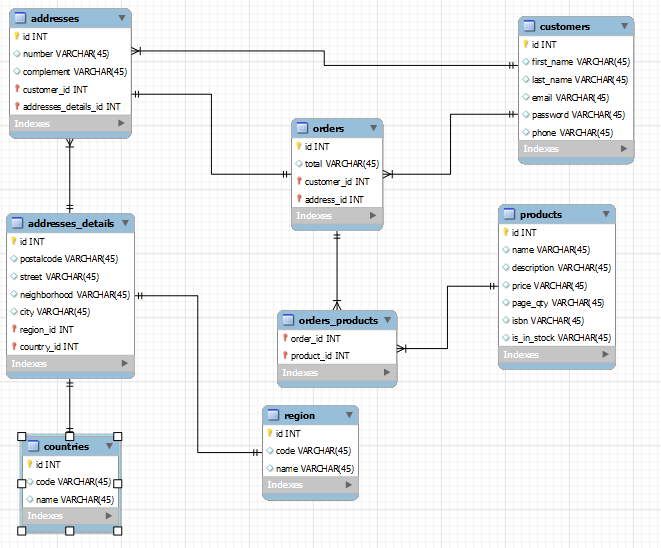 addresses
id INT
number VARCHAR(45)
complement VARCHAR(45)
customer_id INT
addresses_details_id INT
Indexes
customers
id INT
first_name VARCHAR(45)
last_name VARCHAR(45)
email VARCHAR(45)
password VARCHAR(45)
phone VARCHAR(45)
Indexes
orders
id INT
total VARCHAR(45)
customer_id INT
address_id INT
Indexes
addresses_details
id INT
postalcode VARCHAR(45)
street VARCHAR(45)
neighborhood VARCHAR(45)
city VARCHAR(45)
region_id INT
country_id INT
Indexes
products
id INT
name VARCHAR(45)
description VARCHAR(45)
price VARCHAR(45)
page_qty VARCHAR(45)
isbn VARCHAR(45)
is_in_stock VARCHAR(45)
Indexes
orders_products
order_id INT
product_id INT
Indexes
region
id INT
code VARCHAR(45)
name VARCHAR(45)
Indexes
countries
id INT
code VARCHAR(45)
name VARCHAR(45)
Indexes